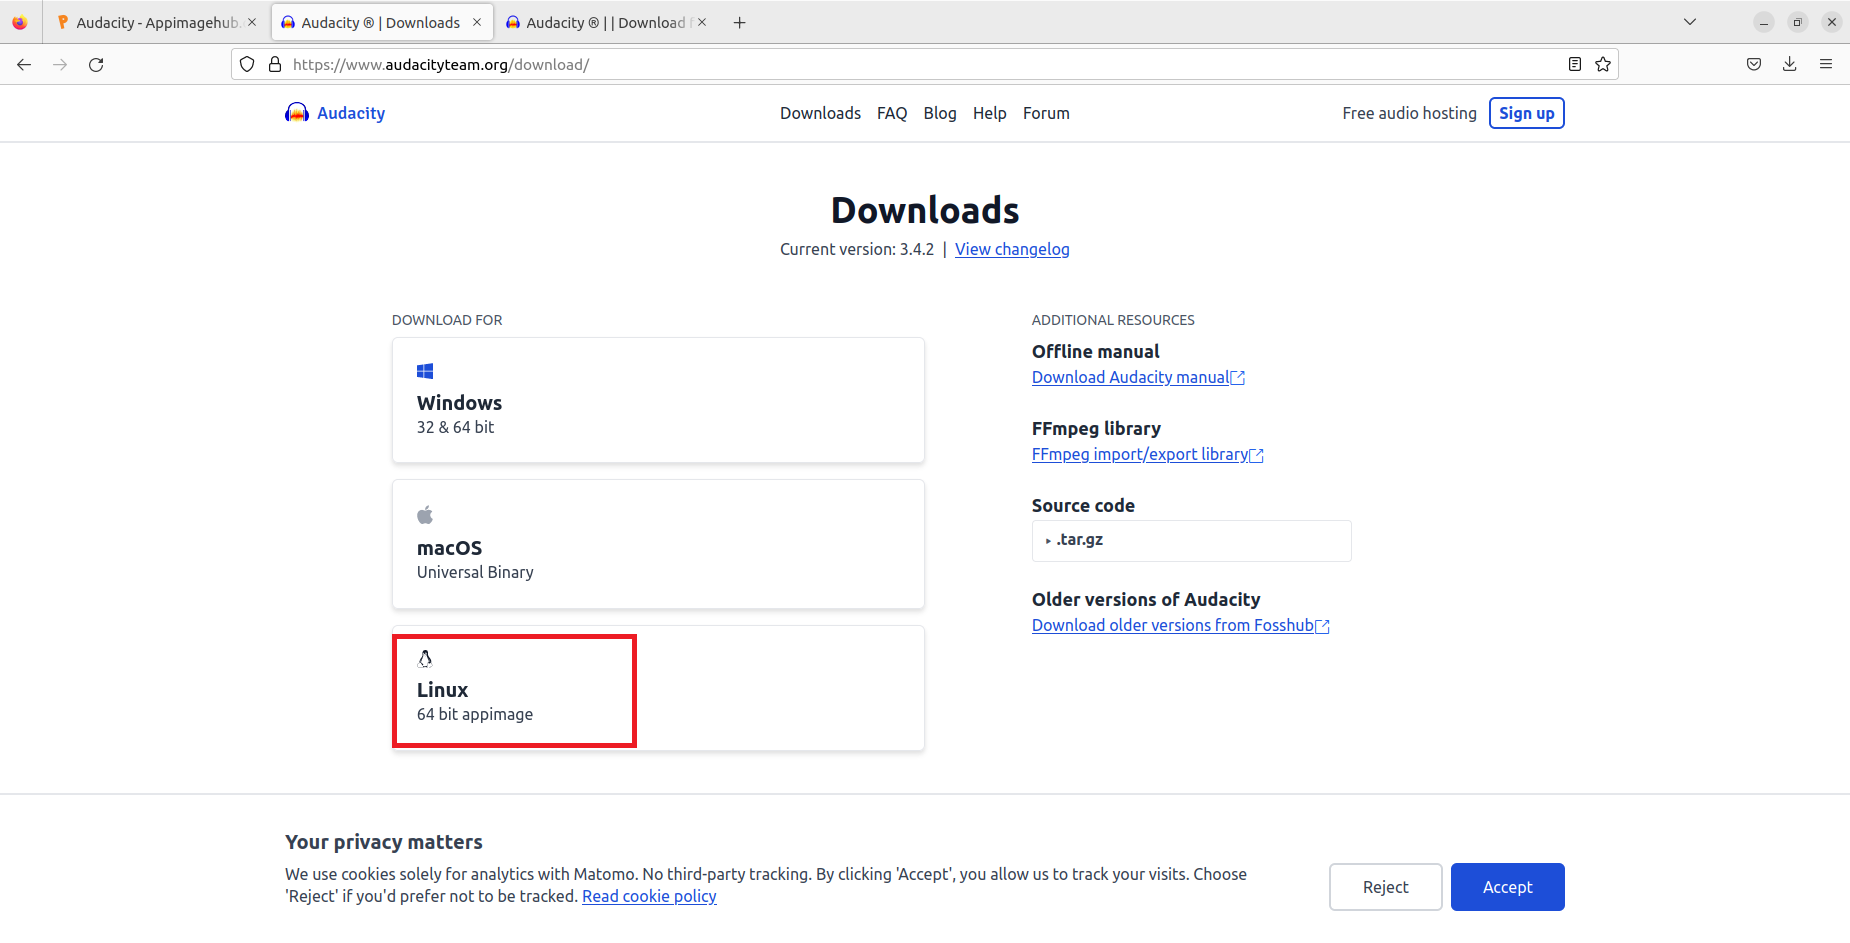 Audacity - Appimagehub.
Audacity ® | Downloads
Audacity ® | | Download f
https://www.audacityteam.org/download/
Audacity
Downloads FAQ Blog Help Forum
Free audio hosting Sign up
Downloads
Current version: 3.4.2 | View changelog
DOWNLOAD FOR
Windows
32 & 64 bit
macOS
Universal Binary
Linux
64 bit appimage
ADDITIONAL RESOURCES
Offline manual
Download Audacity manual
FFmpeg library
FFmpeg import/export library
Source code
.tar.gz
Older versions of Audacity
Download older versions from Fosshub
Your privacy matters
We use cookies solely for analytics with Matomo. No third-party tracking. By clicking 'Accept', you allow us to track your visits. Choose
'Reject' if you'd prefer not to be tracked. Read cookie policy
Reject
Accept